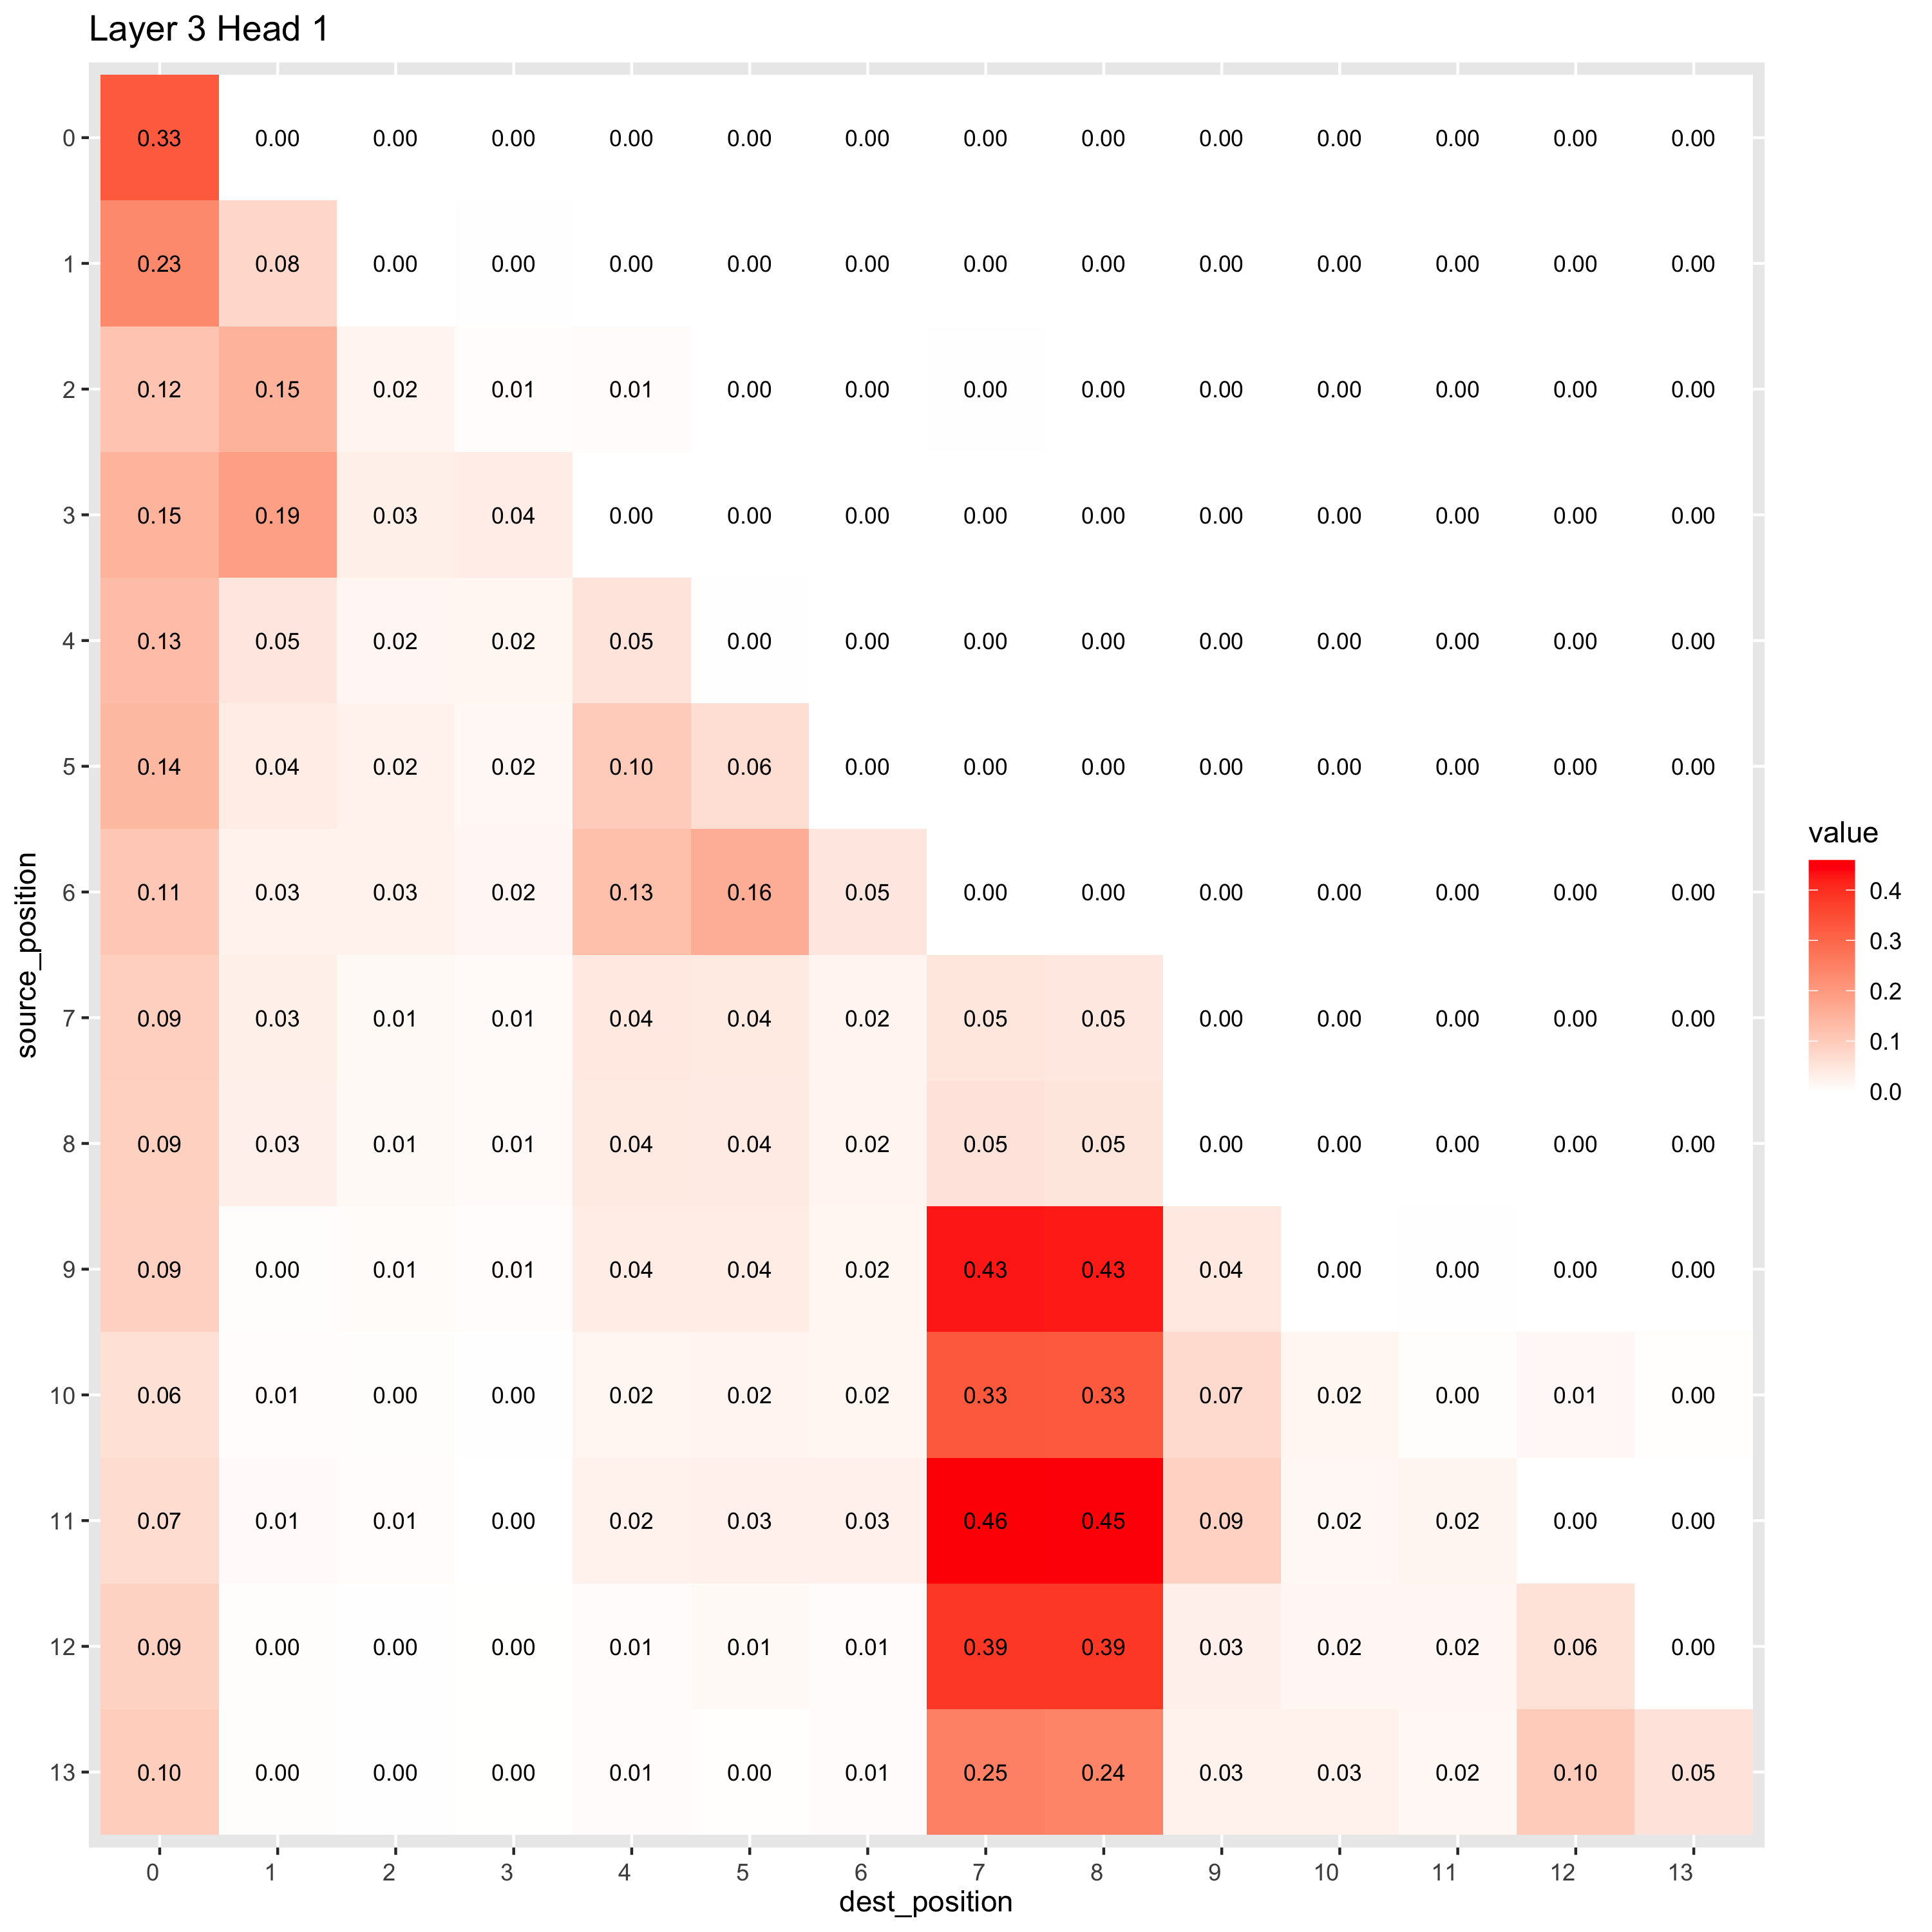 Layer 3 Head 1
0 0.33 0.00 0.00 0.00 0.00 0.00 0.00 0.00 0.00 0.00 0.00 0.00 0.00 0.00
1 0.23 0.08 0.00 0.00 0.00 0.00 0.00 0.00 0.00 0.00 0.00 0.00 0.00 0.00
2 0.12 0.15 0.02 0.01 0.01 0.00 0.00 0.00 0.00 0.00 0.00 0.00 0.00 0.00
3 0.15 0.19 0.03 0.04 0.00 0.00 0.00 0.00 0.00 0.00 0.00 0.00 0.00 0.00
4 0.13 0.05 0.02 0.02 0.05 0.00 0.00 0.00 0.00 0.00 0.00 0.00 0.00 0.00
5 0.14 0.04 0.02 0.02 0.10 0.06 0.00 0.00 0.00 0.00 0.00 0.00 0.00 0.00
6 0.11 0.03 0.03 0.02 0.13 0.16 0.05 0.00 0.00 0.00 0.00 0.00 0.00 0.00
7 0.09 0.03 0.01 0.01 0.04 0.04 0.02 0.05 0.05 0.00 0.00 0.00 0.00 0.00
8 0.09 0.03 0.01 0.01 0.04 0.04 0.02 0.05 0.05 0.00 0.00 0.00 0.00 0.00
9 0.09 0.00 0.01 0.01 0.04 0.04 0.02 0.43 0.43 0.04 0.00 0.00 0.00 0.00
10 0.06 0.01 0.00 0.00 0.02 0.02 0.02 0.33 0.33 0.07 0.02 0.00 0.01 0.00
11 0.07 0.01 0.01 0.00 0.02 0.03 0.03 0.46 0.45 0.09 0.02 0.02 0.00 0.00
12 0.09 0.00 0.00 0.00 0.01 0.01 0.01 0.39 0.39 0.03 0.02 0.02 0.06 0.00
13 0.10 0.00 0.00 0.00 0.01 0.00 0.01 0.25 0.24 0.03 0.03 0.02 0.10 0.05
0 1 2 3 4 5 6 7 8 9 10 11 12 13
dest_position
source_position
value
0.4
0.3
0.2
0.1
0.0